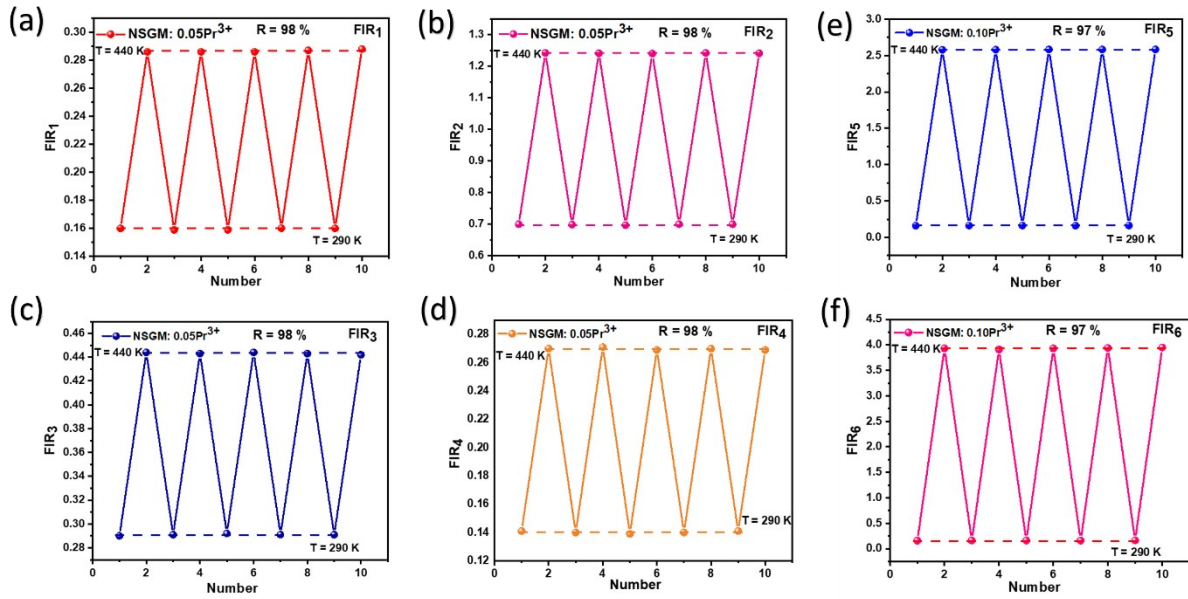 (a)
NSGM: 0.05Pr³⁺ R = 98 % FIR₁
T = 440 K
0.30
0.28
0.26
0.24
0.22
0.20
0.18
0.16
0.14
FIR₁
T = 290 K
0 2 4 6 8 10
Number
(b)
NSGM: 0.05Pr³⁺ R = 98% FIR₂
T = 440 K
1.3
1.2
1.1
1.0
0.9
0.8
0.7
0.6
FIR₂
T = 290 K
0 2 4 6 8 10
Number
(e)
NSGM: 0.10Pr³⁺ R = 97 % FIR₅
T = 440 K
3.0
2.5
2.0
1.5
1.0
0.5
0.0
FIR₅
T = 290 K
0 2 4 6 8 10
Number
(c)
NSGM: 0.05Pr³⁺ R = 98 % FIR₃
T = 440 K
0.46
0.44
0.42
0.40
0.38
0.36
0.34
0.32
0.30
0.28
FIR₃
T = 290 K
0 2 4 6 8 10
Number
(d)
NSGM: 0.05Pr³⁺ R = 98 % FIR₄
T = 440 K
0.28
0.26
0.24
0.22
0.20
0.18
0.16
0.14
0.12
FIR₄
T = 290 K
0 2 4 6 8 10
Number
(f)
NSGM: 0.10Pr³⁺ R = 97 % FIR₆
T = 440 K
4.5
4.0
3.5
3.0
2.5
2.0
1.5
1.0
0.5
0.0
FIR₆
T = 290 K
0 2 4 6 8 10
Number